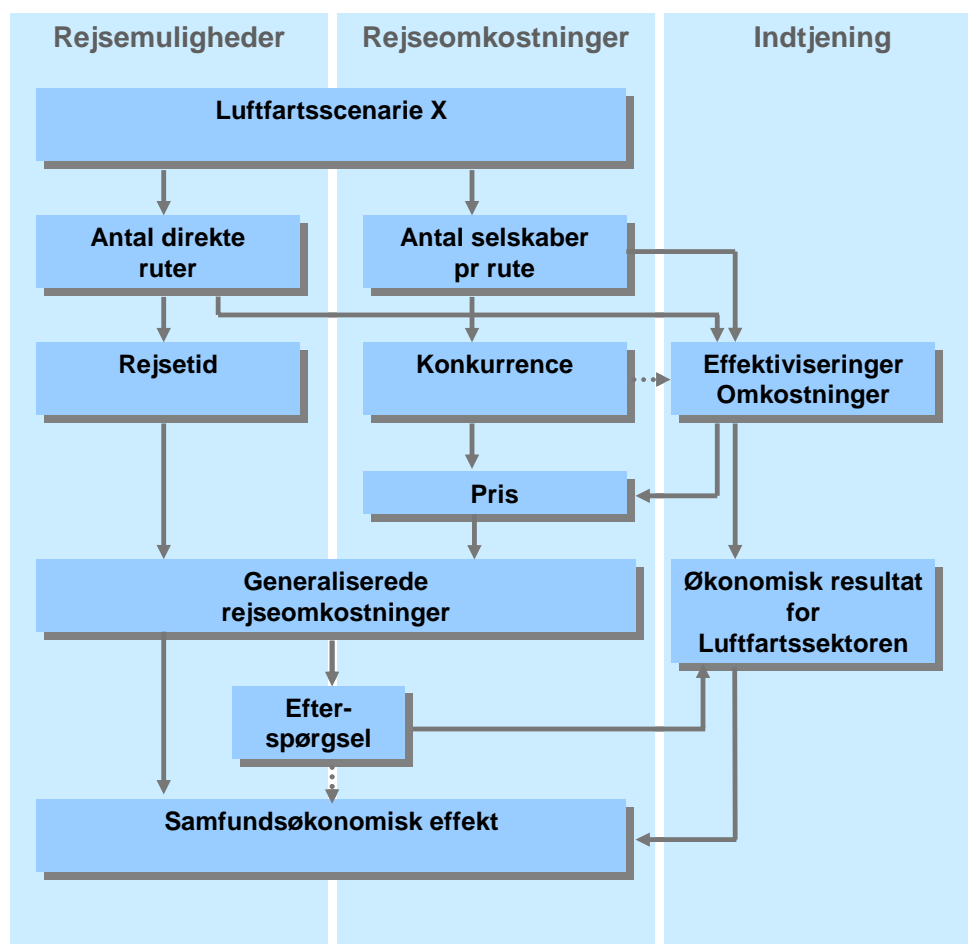 Rejsemuligheder
Rejseomkostninger
Indtjening
Luftfartsscenarie X
Antal direkte
ruter
Antal selskaber
pr rute
Rejsetid
Konkurrence
Effektiviseringer
Omkostninger
Pris
Generaliserede
rejseomkostninger
Økonomisk resultat
for
Luftfartssektoren
Efter-
spørgsel
Samfundsøkonomisk effekt